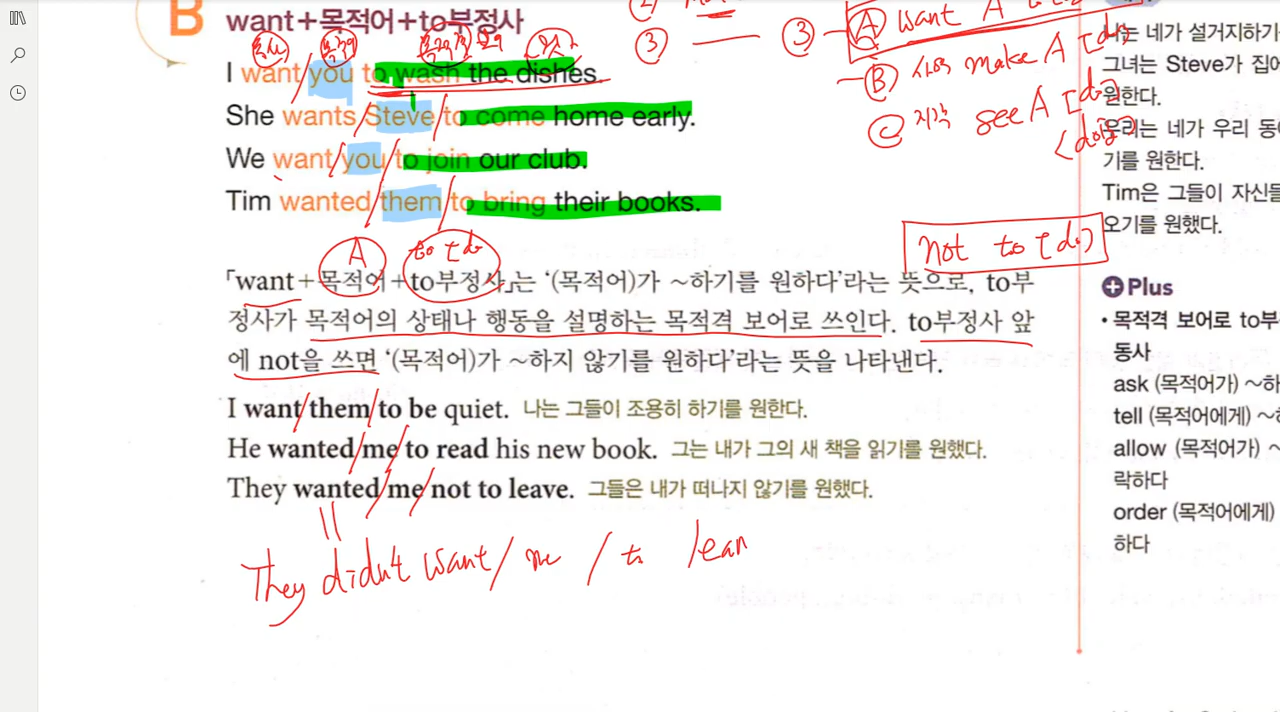 B want+목적어+to부정사
② 
③ ③ Ⓐ want A
Ⓑ 사역 make A [do]
Ⓒ 지각 see A [do]
<doing>
I want you to wash the dishes.
She wants Steve to come home early.
We want you to join our club.
Tim wanted them to bring their books.
나는 네가 설거지하기
그녀는 Steve가 집에
원한다.
우리는 네가 우리 동
기를 원한다.
Tim은 그들이 자신들
오기를 원했다.
Not to [do]
A to [do]
「want+목적어+to부정사」는 ‘(목적어)가 ~하기를 원하다’라는 뜻으로, to부
정사가 목적어의 상태나 행동을 설명하는 목적격 보어로 쓰인다. to부정사 앞
에 not을 쓰면 ‘(목적어)가 ~하지 않기를 원하다’라는 뜻을 나타낸다.
I want them to be quiet. 나는 그들이 조용히 하기를 원한다.
He wanted me to read his new book. 그는 내가 그의 새 책을 읽기를 원했다.
They wanted me not to leave. 그들은 내가 떠나지 않기를 원했다.
They didn't want / me / to
Plus
• 목적격 보어로 to부정
동사
ask (목적어가) ~하
tell (목적어에게) ~하
allow (목적어가) ~
락하다
order (목적어에게)
하다